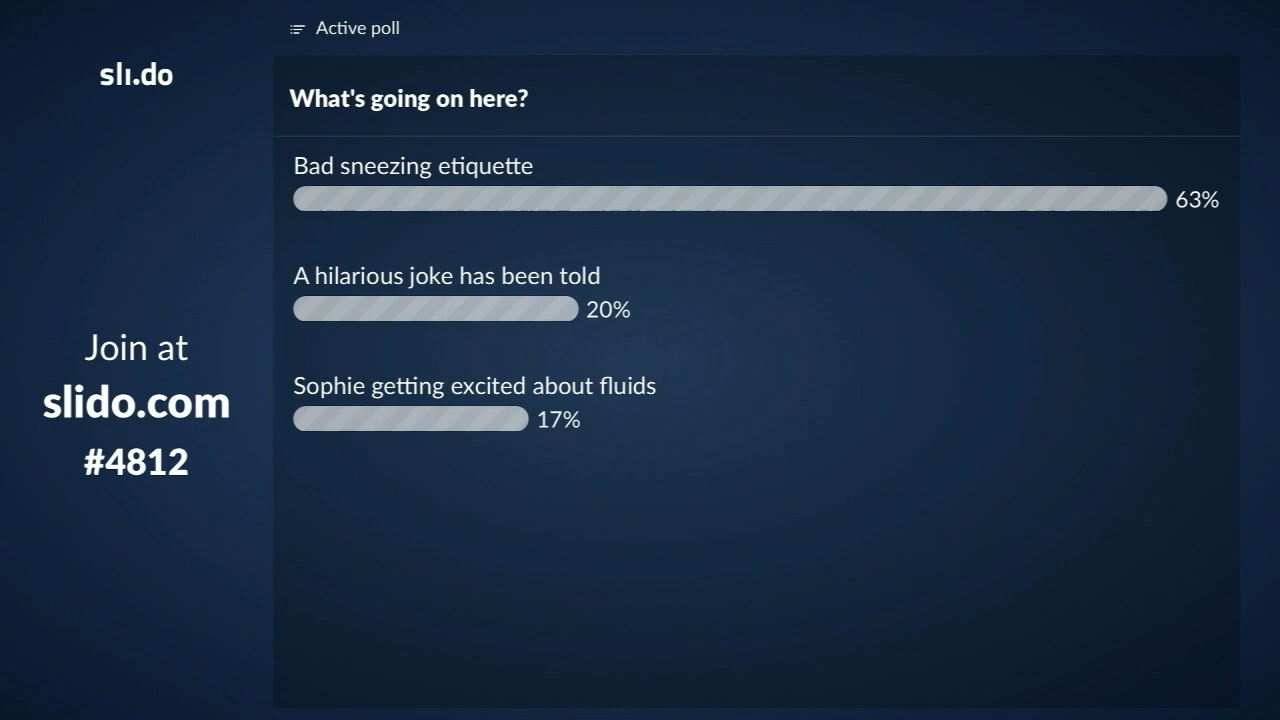 Active poll
sli.do
What's going on here?
Bad sneezing etiquette
63%
A hilarious joke has been told
20%
Sophie getting excited about fluids
17%
Join at
slido.com
#4812